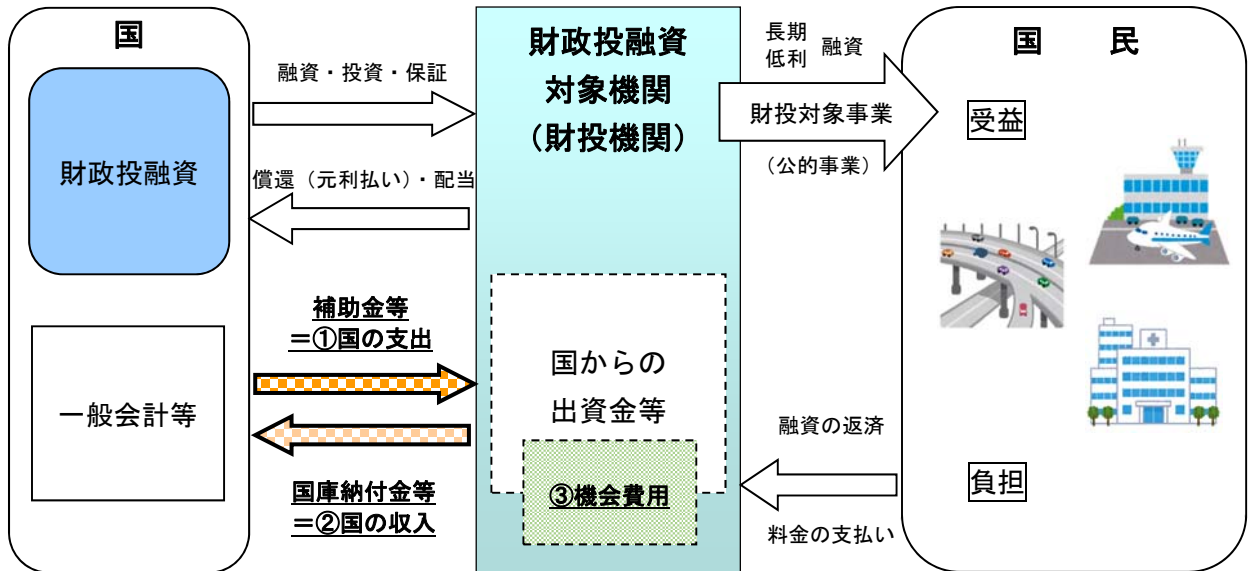 国
財政投融資
一般会計等
融資・投資・保証
償還（元利払い）・配当
補助金等
＝①国の支出
国庫納付金等
＝②国の収入
財政投融資
対象機関
（財投機関）
国からの
出資金等
③機会費用
長期
低利
融資
財投対象事業
（公的事業）
融資の返済
料金の支払い
国　民
受益
負担